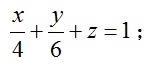 x/4 + y/6 + z = 1 ;